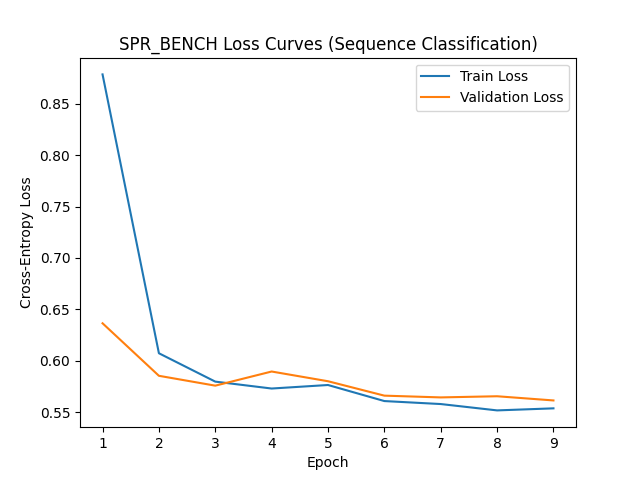 SPR_BENCH Loss Curves (Sequence Classification)
Train Loss
Validation Loss
Cross-Entropy Loss
0.85
0.80
0.75
0.70
0.65
0.60
0.55
1 2 3 4 5 6 7 8 9
Epoch